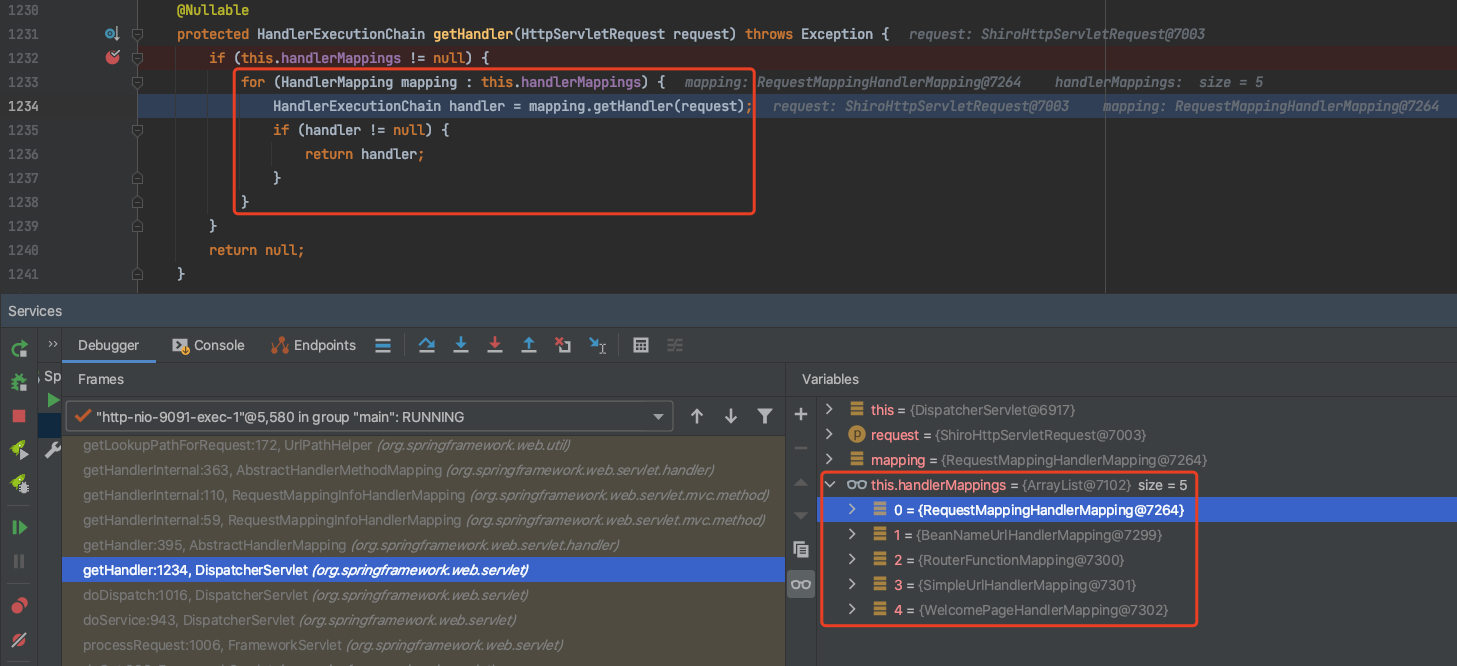 1230 @Nullable
1231 protected HandlerExecutionChain getHandler(HttpServletRequest request) throws Exception { request: ShiroHttpServletRequest@7003
1232 if (this.handlerMappings != null) {
1233 for (HandlerMapping mapping : this.handlerMappings) { mapping: RequestMappingHandlerMapping@7264 handlerMappings: size = 5
1234 HandlerExecutionChain handler = mapping.getHandler(request); request: ShiroHttpServletRequest@7003 mapping: RequestMappingHandlerMapping@7264
1235 if (handler != null) {
1236 return handler;
1237 }
1238 }
1239 }
1240 return null;
1241 }
Services
Debugger Console Endpoints
Sp
Frames
Variables
"http-nio-9091-exec-1"@5,580 in group "main": RUNNING
getLookupPathForRequest:172, UrlPathHelper (org.springframework.web.util)
getHandlerInternal:363, AbstractHandlerMethodMapping (org.springframework.web.servlet.handler)
getHandlerInternal:110, RequestMappingInfoHandlerMapping (org.springframework.web.servlet.mvc.method)
getHandlerInternal:59, RequestMappingInfoHandlerMapping (org.springframework.web.servlet.mvc.method)
getHandler:395, AbstractHandlerMapping (org.springframework.web.servlet.handler)
getHandler:1234, DispatcherServlet (org.springframework.web.servlet)
doDispatch:1016, DispatcherServlet (org.springframework.web.servlet)
doService:943, DispatcherServlet (org.springframework.web.servlet)
processRequest:1006, FrameworkServlet (org.springframework.web.servlet)
this = {DispatcherServlet@6917}
p request = {ShiroHttpServletRequest@7003}
mapping = {RequestMappingHandlerMapping@7264}
this.handlerMappings = {ArrayList@7102} size = 5
0 = {RequestMappingHandlerMapping@7264}
1 = {BeanNameUrlHandlerMapping@7299}
2 = {RouterFunctionMapping@7300}
3 = {SimpleUrlHandlerMapping@7301}
4 = {WelcomePageHandlerMapping@7302}